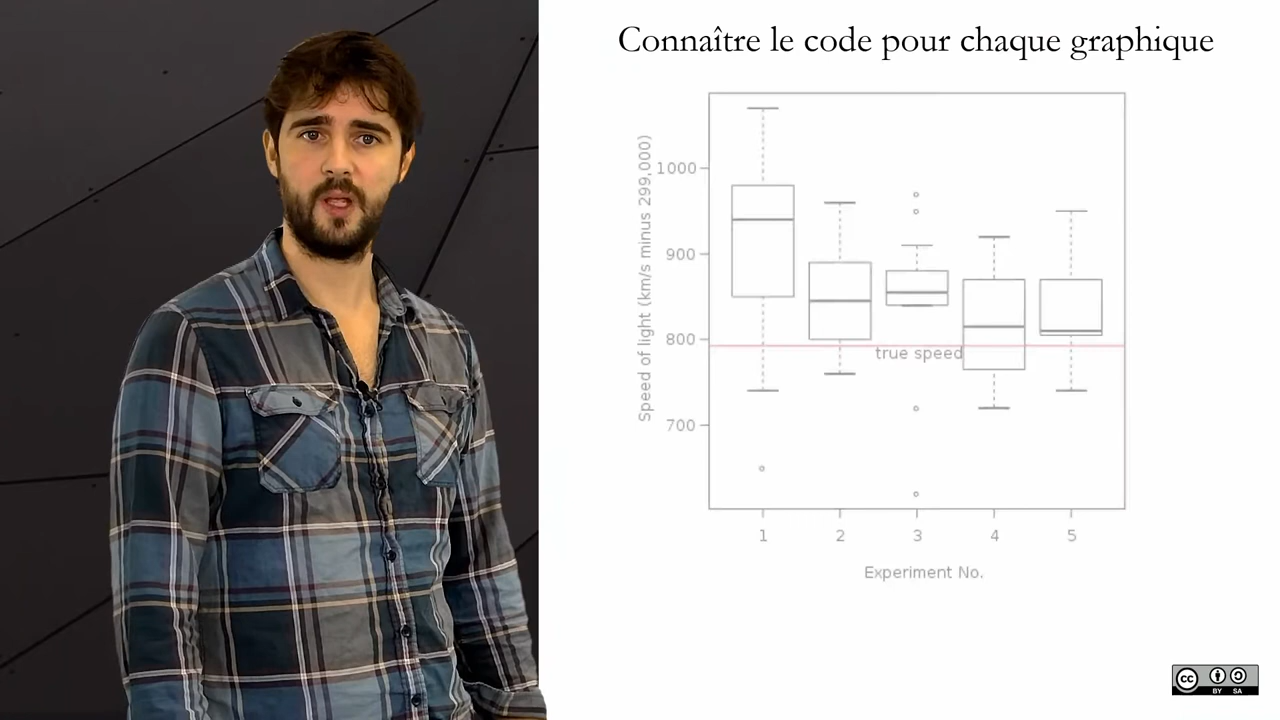 Connaître le code pour chaque graphique
Speed of light (km/s minus 299,000)
1000
900
800
700
true speed
1 2 3 4 5
Experiment No.
cc
BY SA